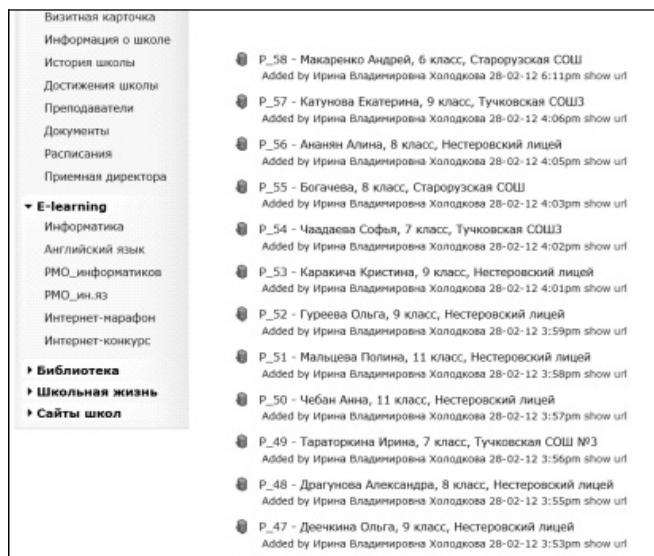 Визитная карточка
Информация о школе
История школы
Достижения школы
Преподаватели
Документы
Расписания
Приемная директора
E-learning
Информатика
Английский язык
РМО_информатиков
РМО_ин.яз
Интернет-марафон
Интернет-конкурс
Библиотека
Школьная жизнь
Сайты школ
P_58 - Макаренко Андрей, 6 класс, Старорузская СОШ
Added by Ирина Владимировна Холодкова 28-02-12 6:11pm show url
P_57 - Катунова Екатерина, 9 класс, Тучковская СОШ3
Added by Ирина Владимировна Холодкова 28-02-12 4:06pm show url
P_56 - Ананян Алина, 8 класс, Нестеровский лицей
Added by Ирина Владимировна Холодкова 28-02-12 4:05pm show url
P_55 - Богачева, 8 класс, Старорузская СОШ
Added by Ирина Владимировна Холодкова 28-02-12 4:03pm show url
P_54 - Чаадаева Софья, 7 класс, Тучковская СОШ3
Added by Ирина Владимировна Холодкова 28-02-12 4:02pm show url
P_53 - Каракича Кристина, 9 класс, Нестеровский лицей
Added by Ирина Владимировна Холодкова 28-02-12 4:01pm show url
P_52 - Гуреева Ольга, 9 класс, Нестеровский лицей
Added by Ирина Владимировна Холодкова 28-02-12 3:59pm show url
P_51 - Мальцева Полина, 11 класс, Нестеровский лицей
Added by Ирина Владимировна Холодкова 28-02-12 3:58pm show url
P_50 - Чебан Анна, 11 класс, Нестеровский лицей
Added by Ирина Владимировна Холодкова 28-02-12 3:57pm show url
P_49 - Тараторкина Ирина, 7 класс, Тучковская СОШ №3
Added by Ирина Владимировна Холодкова 28-02-12 3:56pm show url
P_48 - Драгунова Александра, 8 класс, Нестеровский лицей
Added by Ирина Владимировна Холодкова 28-02-12 3:55pm show url
P_47 - Деечкина Ольга, 9 класс, Нестеровский лицей
Added by Ирина Владимировна Холодкова 28-02-12 3:53pm show url